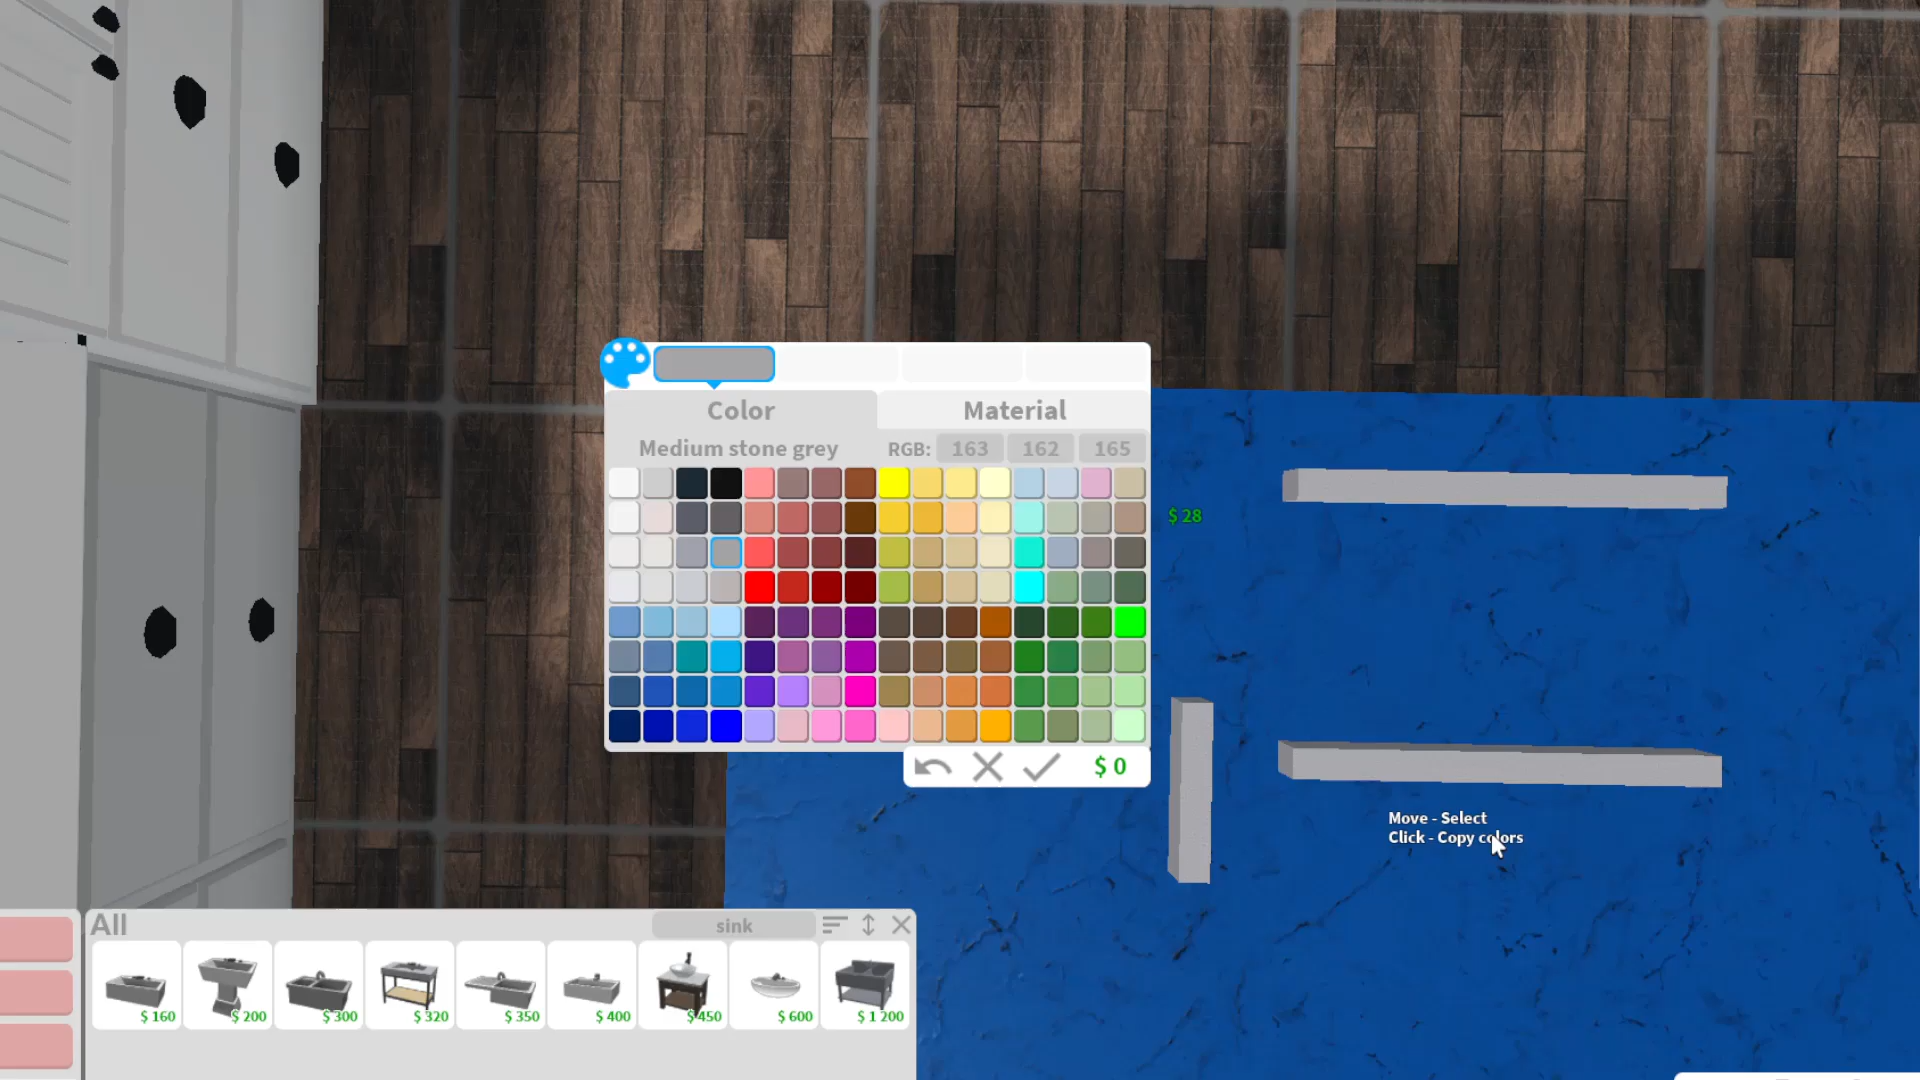 Color
Material
Medium stone grey
RGB: 163 162 165
$ 28
$ 0
Move - Select
Click - Copy colors
All
sink
$ 160
$ 200
$ 300
$ 320
$ 350
$ 400
$ 450
$ 600
$ 1 200